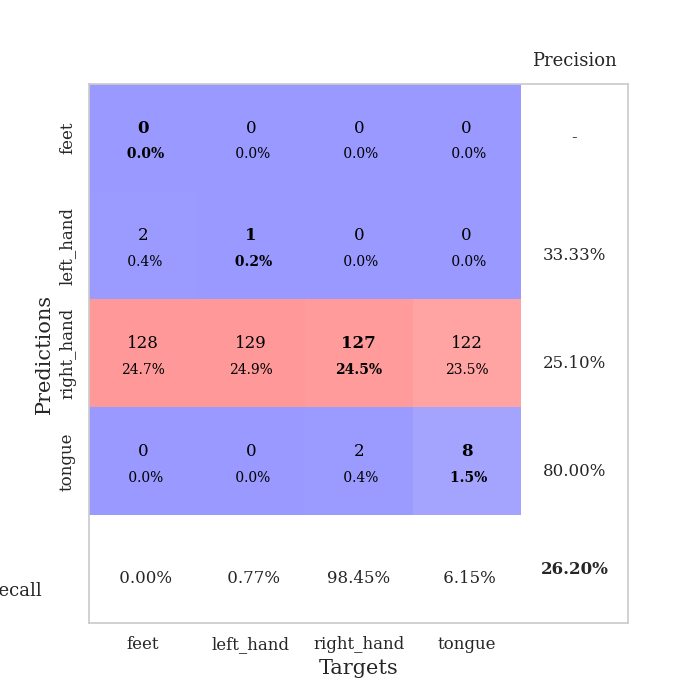 Precision
feet
0 0 0 0
0.0% 0.0% 0.0% 0.0%
-
left_hand
2 1 0 0
0.4% 0.2% 0.0% 0.0%
33.33%
Predictions
right_hand
128 129 127 122
24.7% 24.9% 24.5% 23.5%
25.10%
tongue
0 0 2 8
0.0% 0.0% 0.4% 1.5%
80.00%
ecall
0.00% 0.77% 98.45% 6.15%
26.20%
feet left_hand right_hand tongue
Targets